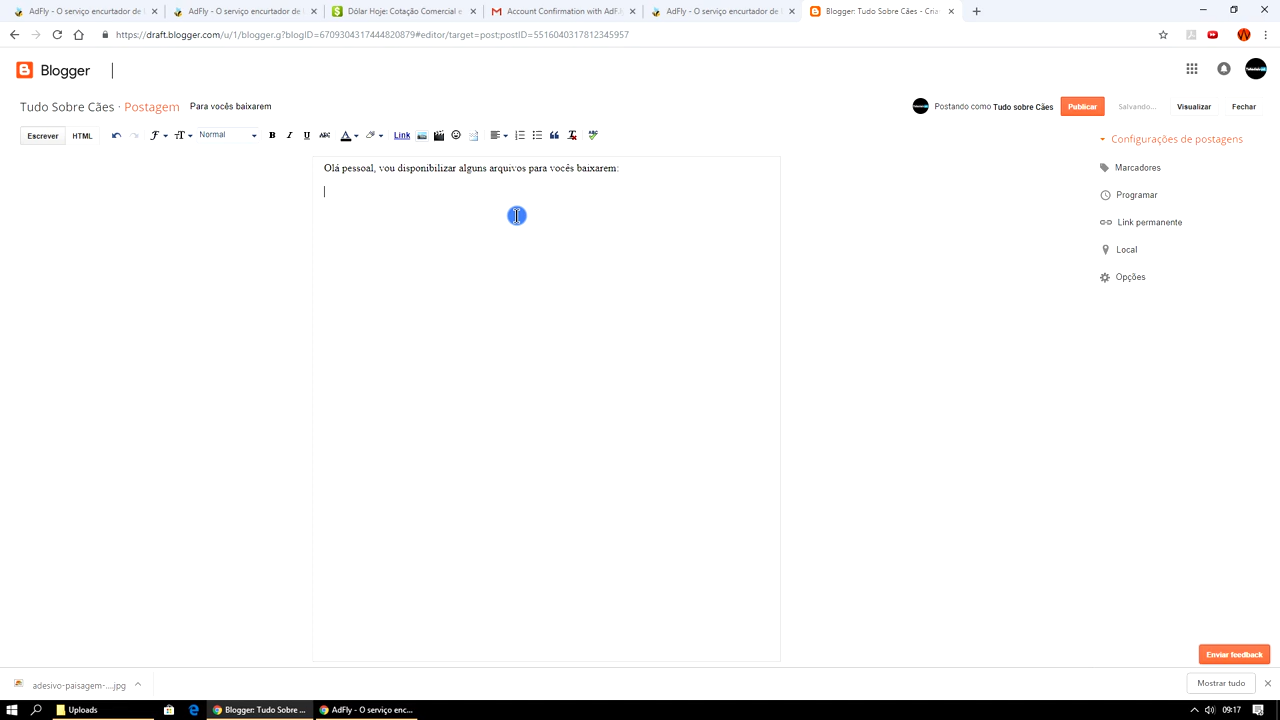 AdFly - O serviço encurtador de
AdFly - O serviço encurtador de
Dólar Hoje: Cotação Comercial e
Account Confirmation with AdF.
AdFly - O serviço encurtador de
Blogger: Tudo Sobre Cães - Cria
https://draft.blogger.com/u/1/blogger.g?blogID=6709304317444820879#editor/target=post;postID=5516040317812345957
Blogger
Tudo Sobre Cães · Postagem
Para vocês baixarem
Postando como Tudo sobre Cães
Publicar
Salvando...
Visualizar
Fechar
Escrever
HTML
Normal
Link
ABC
Configurações de postagens
Olá pessoal, vou disponibilizar alguns arquivos para vocês baixarem:
Marcadores
Programar
Link permanente
Local
Opções
Enviar feedback
adesivo-paisagem-....jpg
Mostrar tudo
Uploads
Blogger: Tudo Sobre ...
AdFly - O serviço enc...
09:17